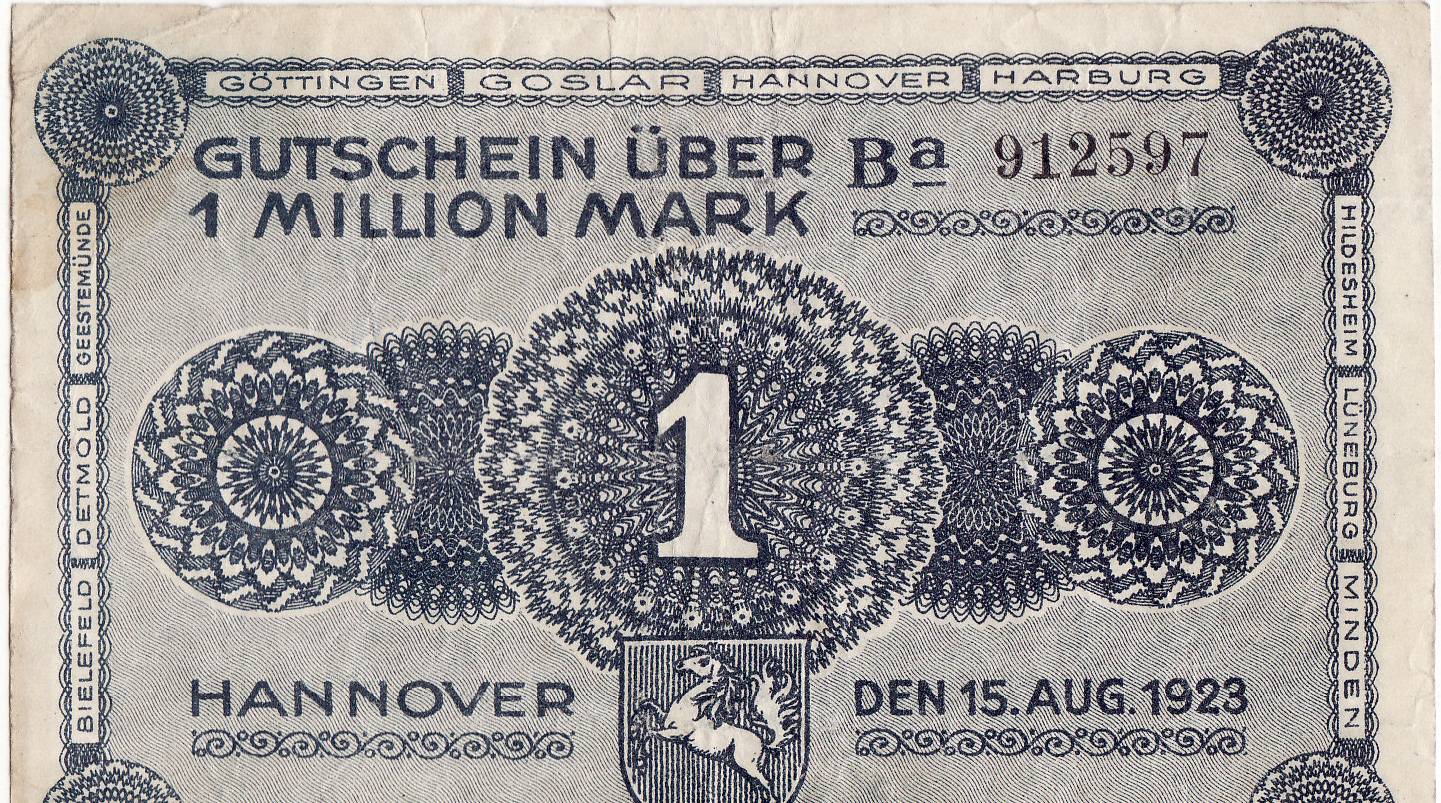 GÖTTINGEN GOSLAR HANNOVER HARBURG
GUTSCHEIN ÜBER Ba 912597
1 MILLION MARK
GEESTEMÜNDE
DETMOLD
BIELEFELD
HILDESHEIM
LÜNEBURG
MINDEN
1
HANNOVER DEN 15. AUG. 1923